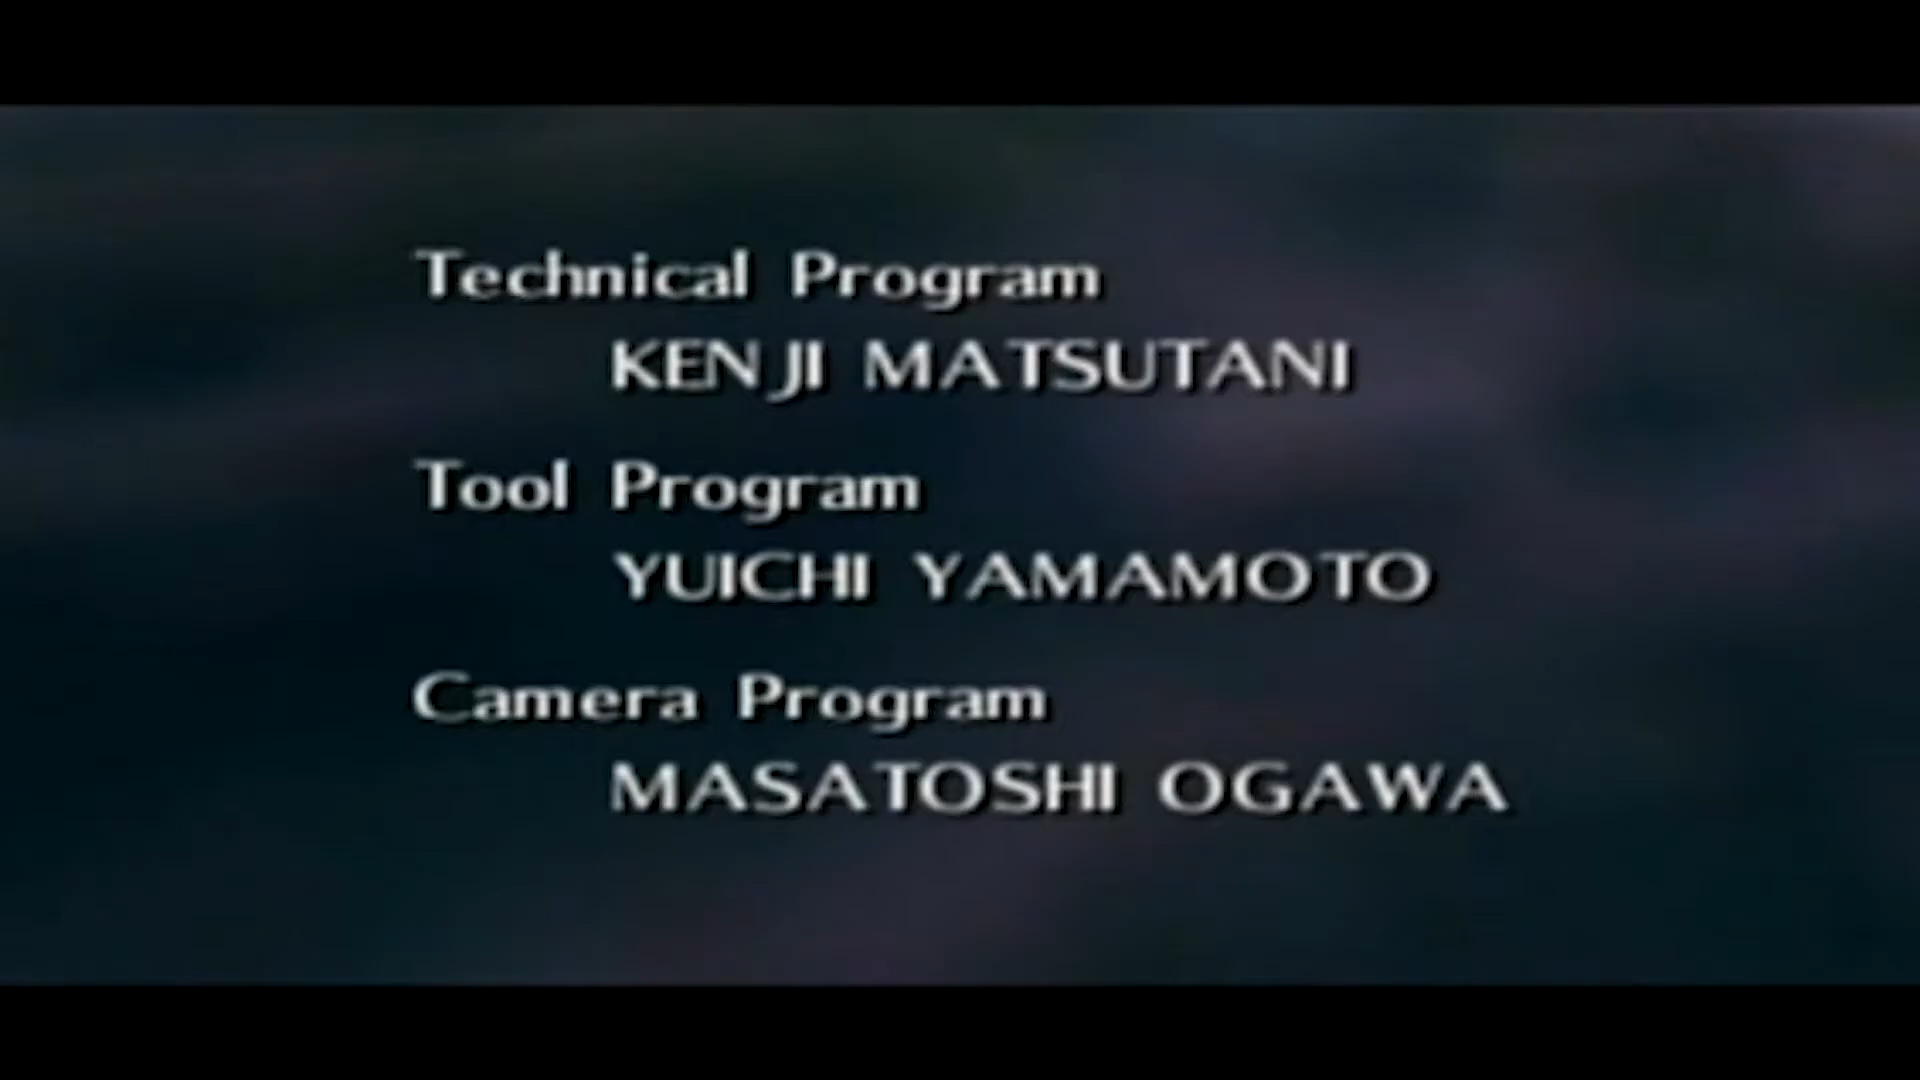 Technical Program
KENJI MATSUTANI
Tool Program
YUICHI YAMAMOTO
Camera Program
MASATOSHI OGAWA